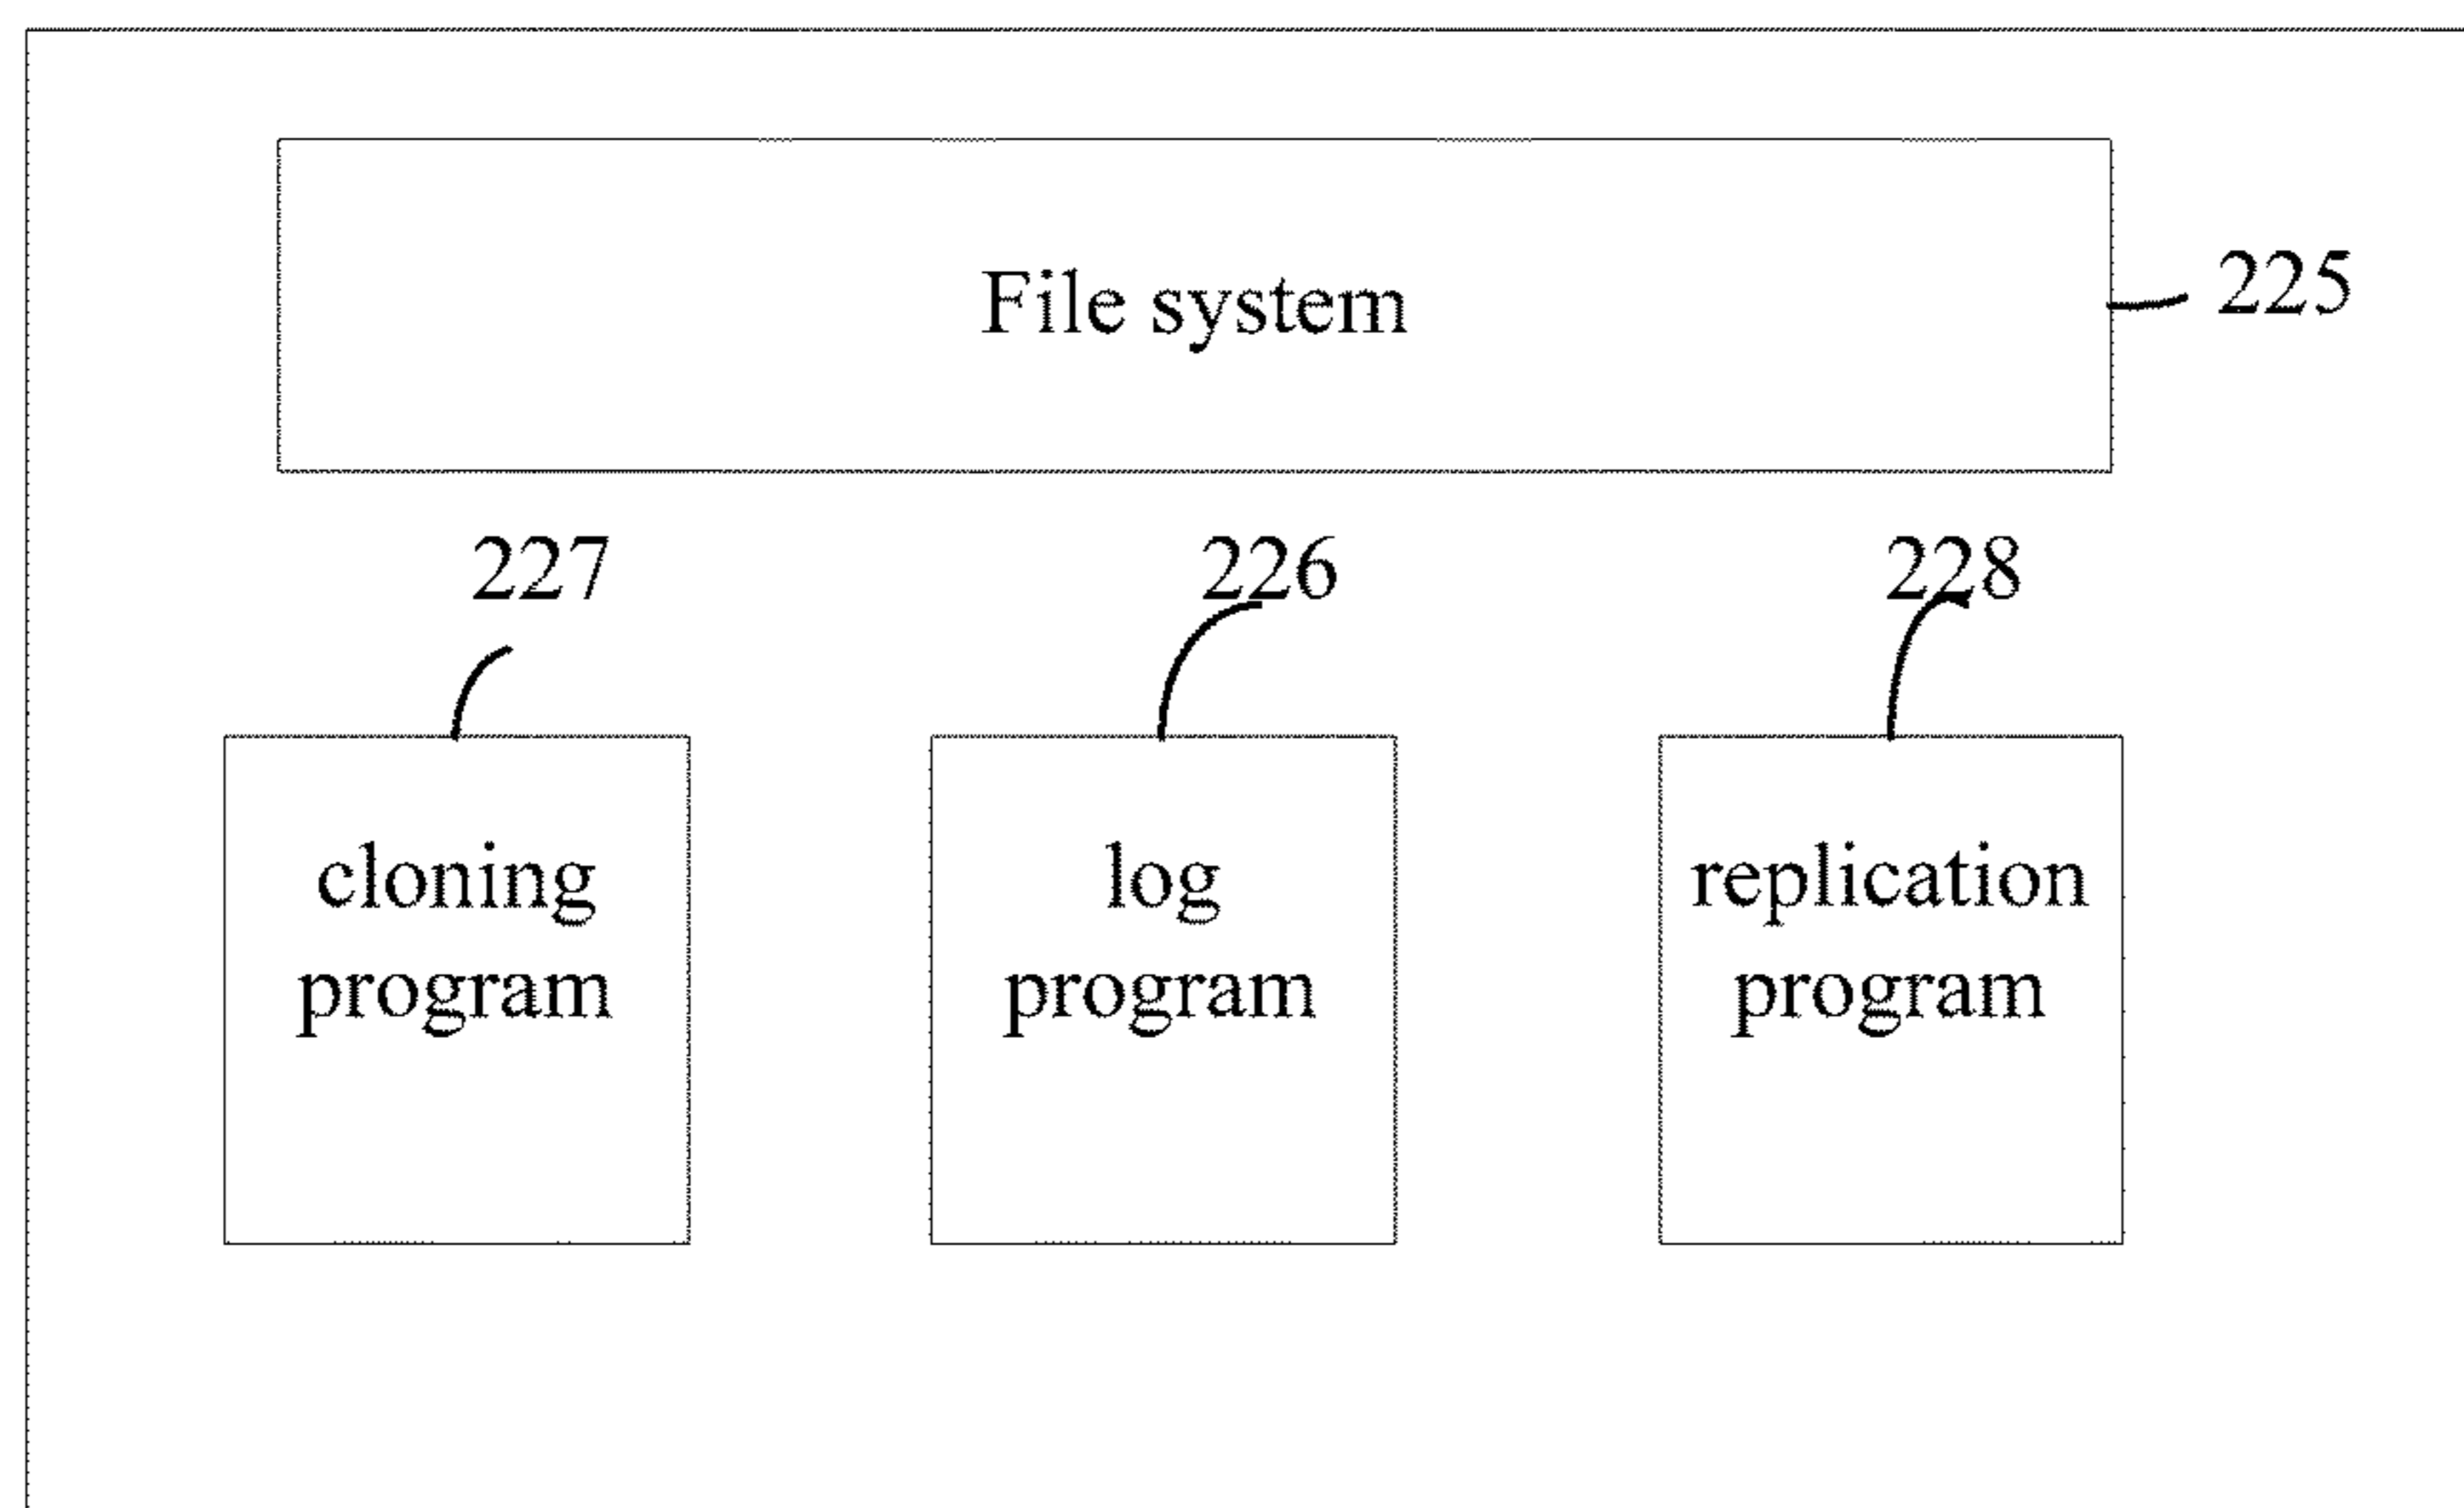 File system
225
227
226
228
cloning
program
log
program
replication
program